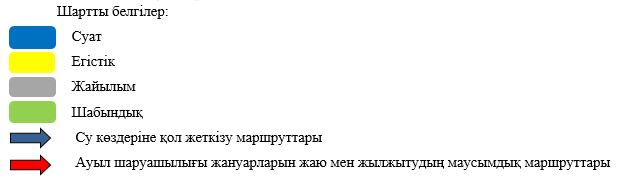 Шартты белгілер:
Суат
Егістік
Жайылым
Шабындық
Су көздеріне қол жеткізу маршруттары
Ауыл шаруашылығы жануарларын жаю мен жылжытудың маусымдық маршруттары